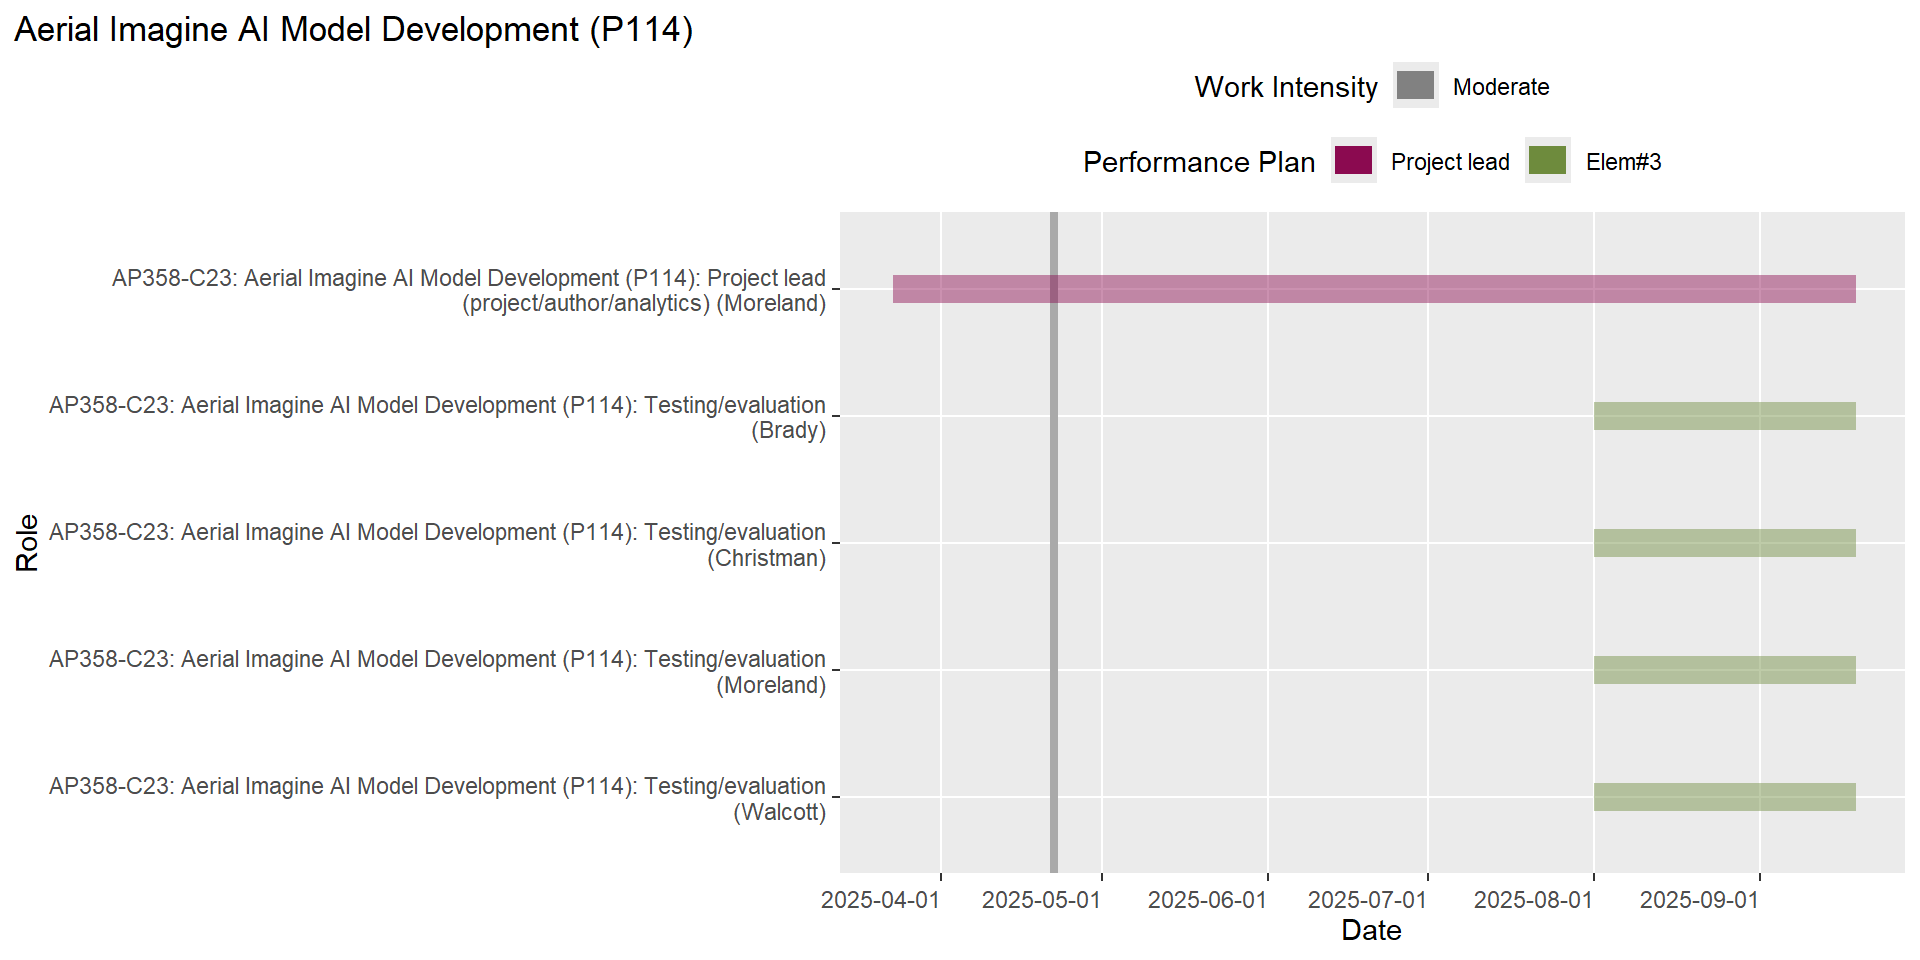 Aerial Imagine AI Model Development (P114)
Work Intensity Moderate
Performance Plan Project lead Elem#3
AP358-C23: Aerial Imagine AI Model Development (P114): Project lead
(project/author/analytics) (Moreland)
AP358-C23: Aerial Imagine AI Model Development (P114): Testing/evaluation
(Brady)
AP358-C23: Aerial Imagine AI Model Development (P114): Testing/evaluation
(Christman)
AP358-C23: Aerial Imagine AI Model Development (P114): Testing/evaluation
(Moreland)
AP358-C23: Aerial Imagine AI Model Development (P114): Testing/evaluation
(Walcott)
Role
2025-04-01 2025-05-01 2025-06-01 2025-07-01 2025-08-01 2025-09-01
Date